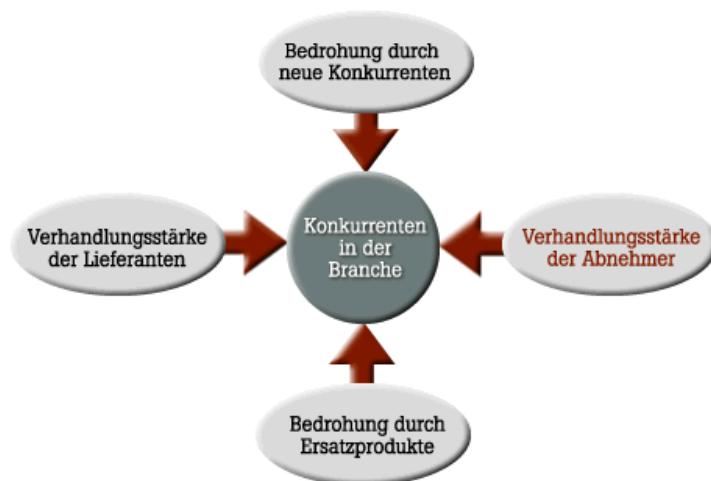 Bedrohung durch
neue Konkurrenten
Verhandlungsstärke
der Lieferanten
Konkurrenten
in der
Branche
Verhandlungsstärke
der Abnehmer
Bedrohung durch
Ersatzprodukte